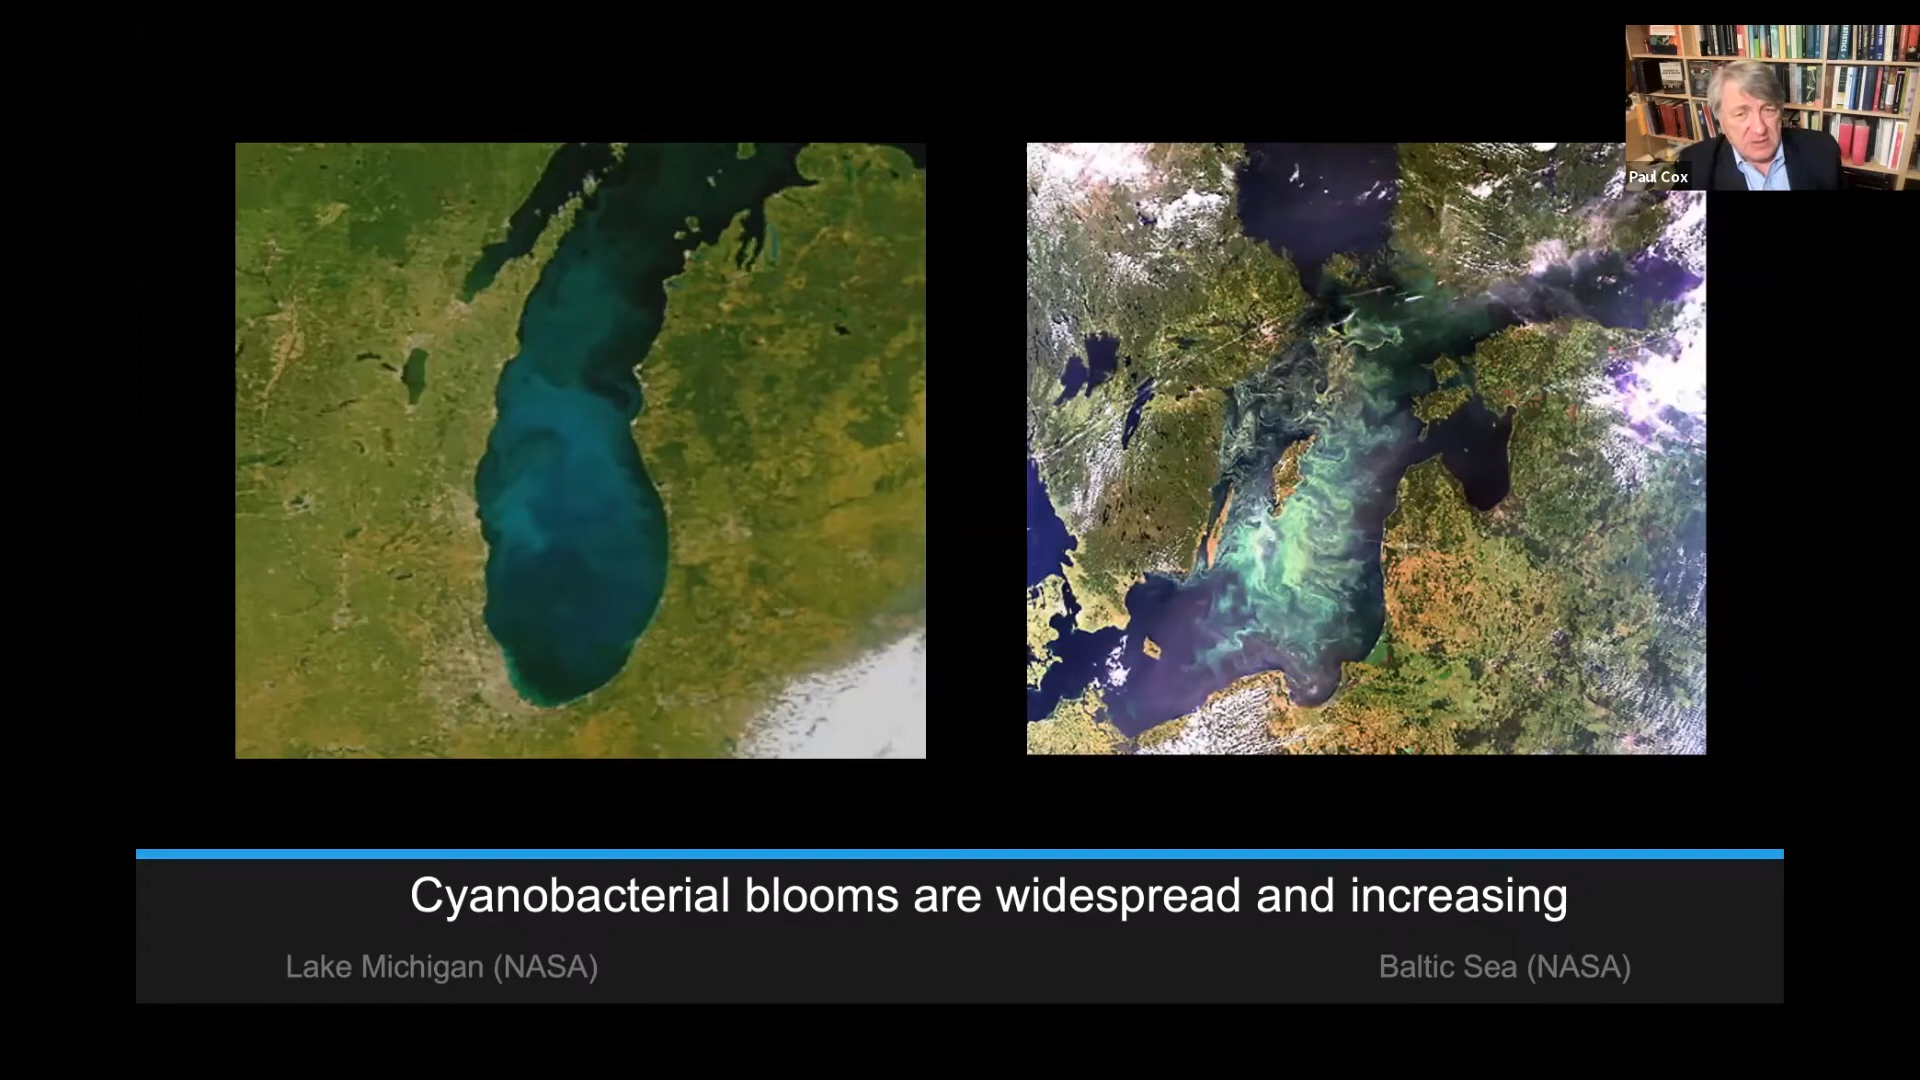 Paul Cox
Cyanobacterial blooms are widespread and increasing
Lake Michigan (NASA)
Baltic Sea (NASA)